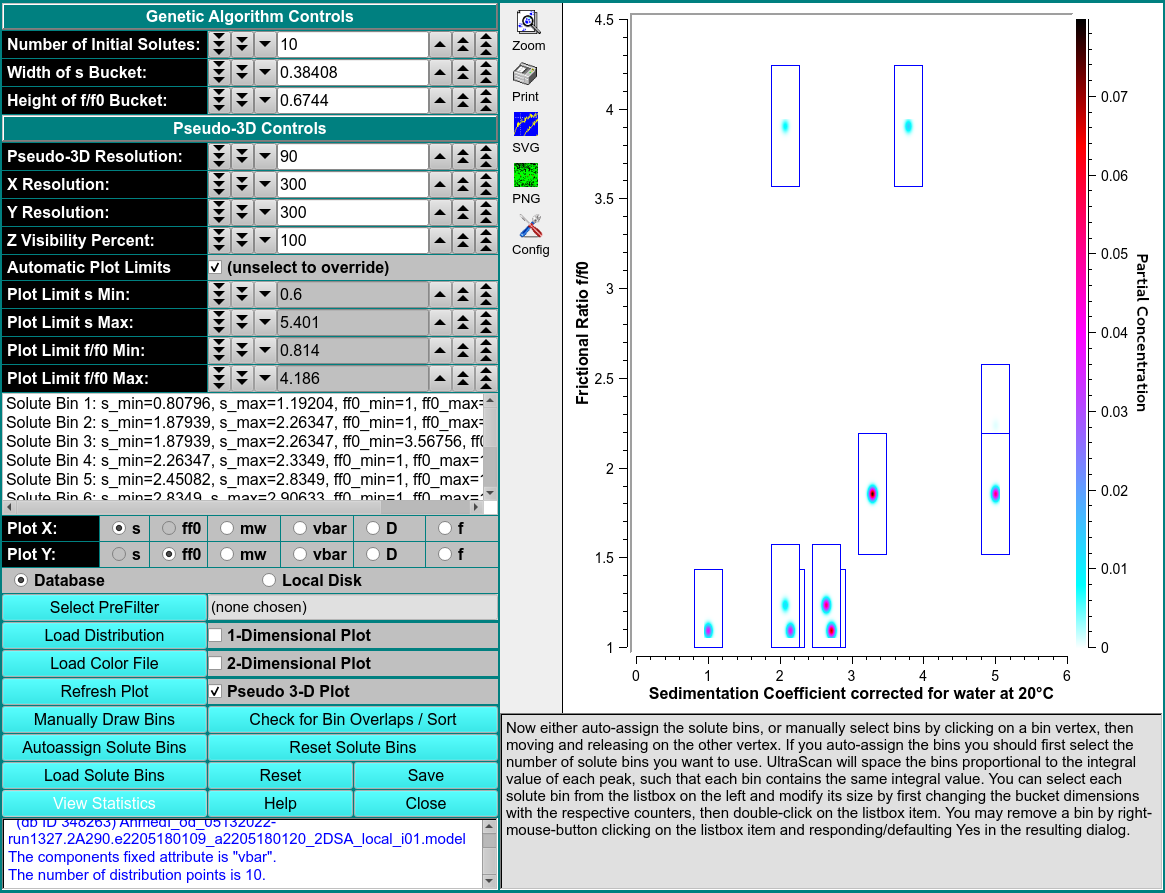 Genetic Algorithm Controls
Number of Initial Solutes: 10
Width of s Bucket: 0.38408
Height of f/f0 Bucket: 0.6744
Pseudo-3D Controls
Pseudo-3D Resolution: 90
X Resolution: 300
Y Resolution: 300
Z Visibility Percent: 100
Automatic Plot Limits (unselect to override)
Plot Limit s Min: 0.6
Plot Limit s Max: 5.401
Plot Limit f/f0 Min: 0.814
Plot Limit f/f0 Max: 4.186
Solute Bin 1: s_min=0.80796, s_max=1.19204, ff0_min=1, ff0_max=
Solute Bin 2: s_min=1.87939, s_max=2.26347, ff0_min=1, ff0_max=
Solute Bin 3: s_min=1.87939, s_max=2.26347, ff0_min=3.56756, ff0
Solute Bin 4: s_min=2.26347, s_max=2.3349, ff0_min=1, ff0_max=1
Solute Bin 5: s_min=2.45082, s_max=2.8349, ff0_min=1, ff0_max=1
Solute Bin 6: s_min=2.8349, s_max=2.90633, ff0_min=1, ff0_max=1
Plot X: s ff0 mw vbar D f
Plot Y: s ff0 mw vbar D f
Database Local Disk
Select PreFilter (none chosen)
Load Distribution 1-Dimensional Plot
Load Color File 2-Dimensional Plot
Refresh Plot Pseudo 3-D Plot
Manually Draw Bins Check for Bin Overlaps / Sort
Autoassign Solute Bins Reset Solute Bins
Load Solute Bins Reset Save
View Statistics Help Close
(db ID 348263) Ahmedf_od_05132022-
run1327.2A290.e2205180109_a2205180120_2DSA_local_i01.model
The components fixed attribute is "vbar".
The number of distribution points is 10.
Zoom
Print
SVG
PNG
Config
Frictional Ratio f/f0
4.5
4
3.5
3
2.5
2
1.5
1
0 1 2 3 4 5 6
Sedimentation Coefficient corrected for water at 20°C
0.07
0.06
0.05
0.04
0.03
0.02
0.01
0
Partial Concentration
Now either auto-assign the solute bins, or manually select bins by clicking on a bin vertex, then
moving and releasing on the other vertex. If you auto-assign the bins you should first select the
number of solute bins you want to use. UltraScan will space the bins proportional to the integral
value of each peak, such that each bin contains the same integral value. You can select each
solute bin from the listbox on the left and modify its size by first changing the bucket dimensions
with the respective counters, then double-click on the listbox item. You may remove a bin by right-
mouse-button clicking on the listbox item and responding/defaulting Yes in the resulting dialog.